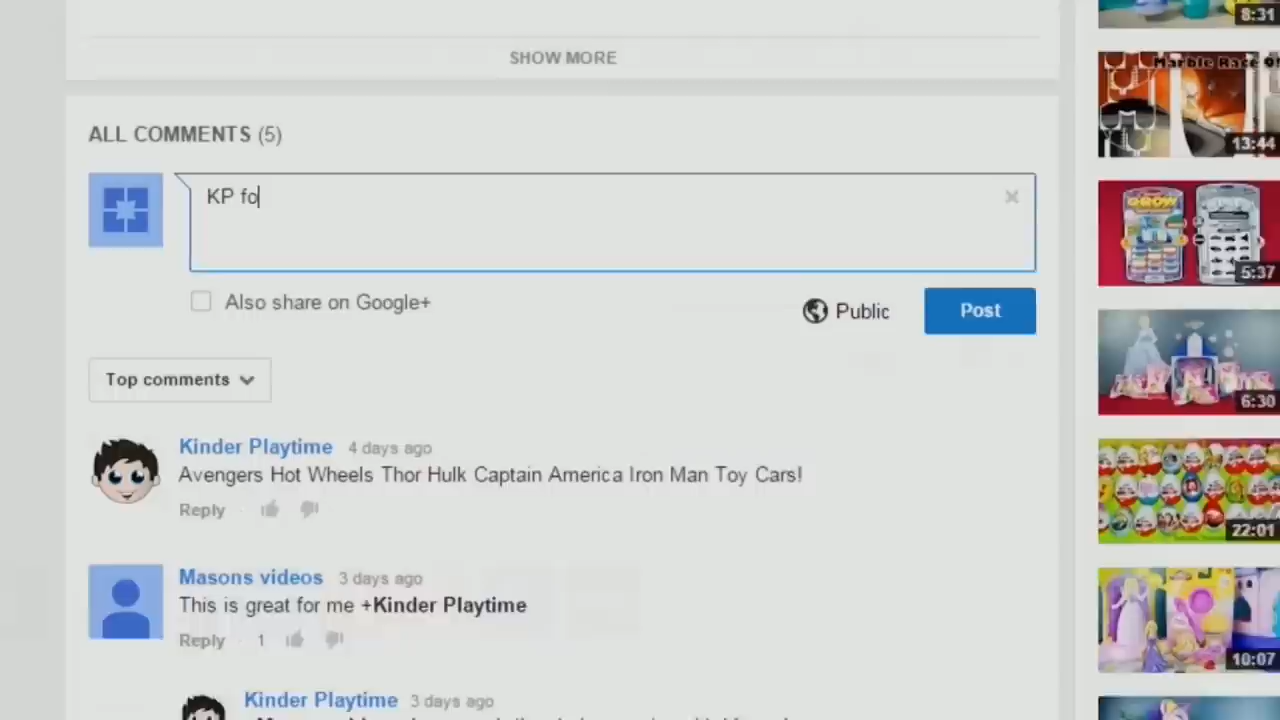 8:31
SHOW MORE
Marble Race
13:44
ALL COMMENTS (5)
KP fo
Also share on Google+
Public
Post
5:37
GROW
6:30
Top comments
Kinder Playtime 4 days ago
Avengers Hot Wheels Thor Hulk Captain America Iron Man Toy Cars!
Reply
22:01
Masons videos 3 days ago
This is great for me +Kinder Playtime
Reply 1
10:07
Kinder Playtime 3 days ago